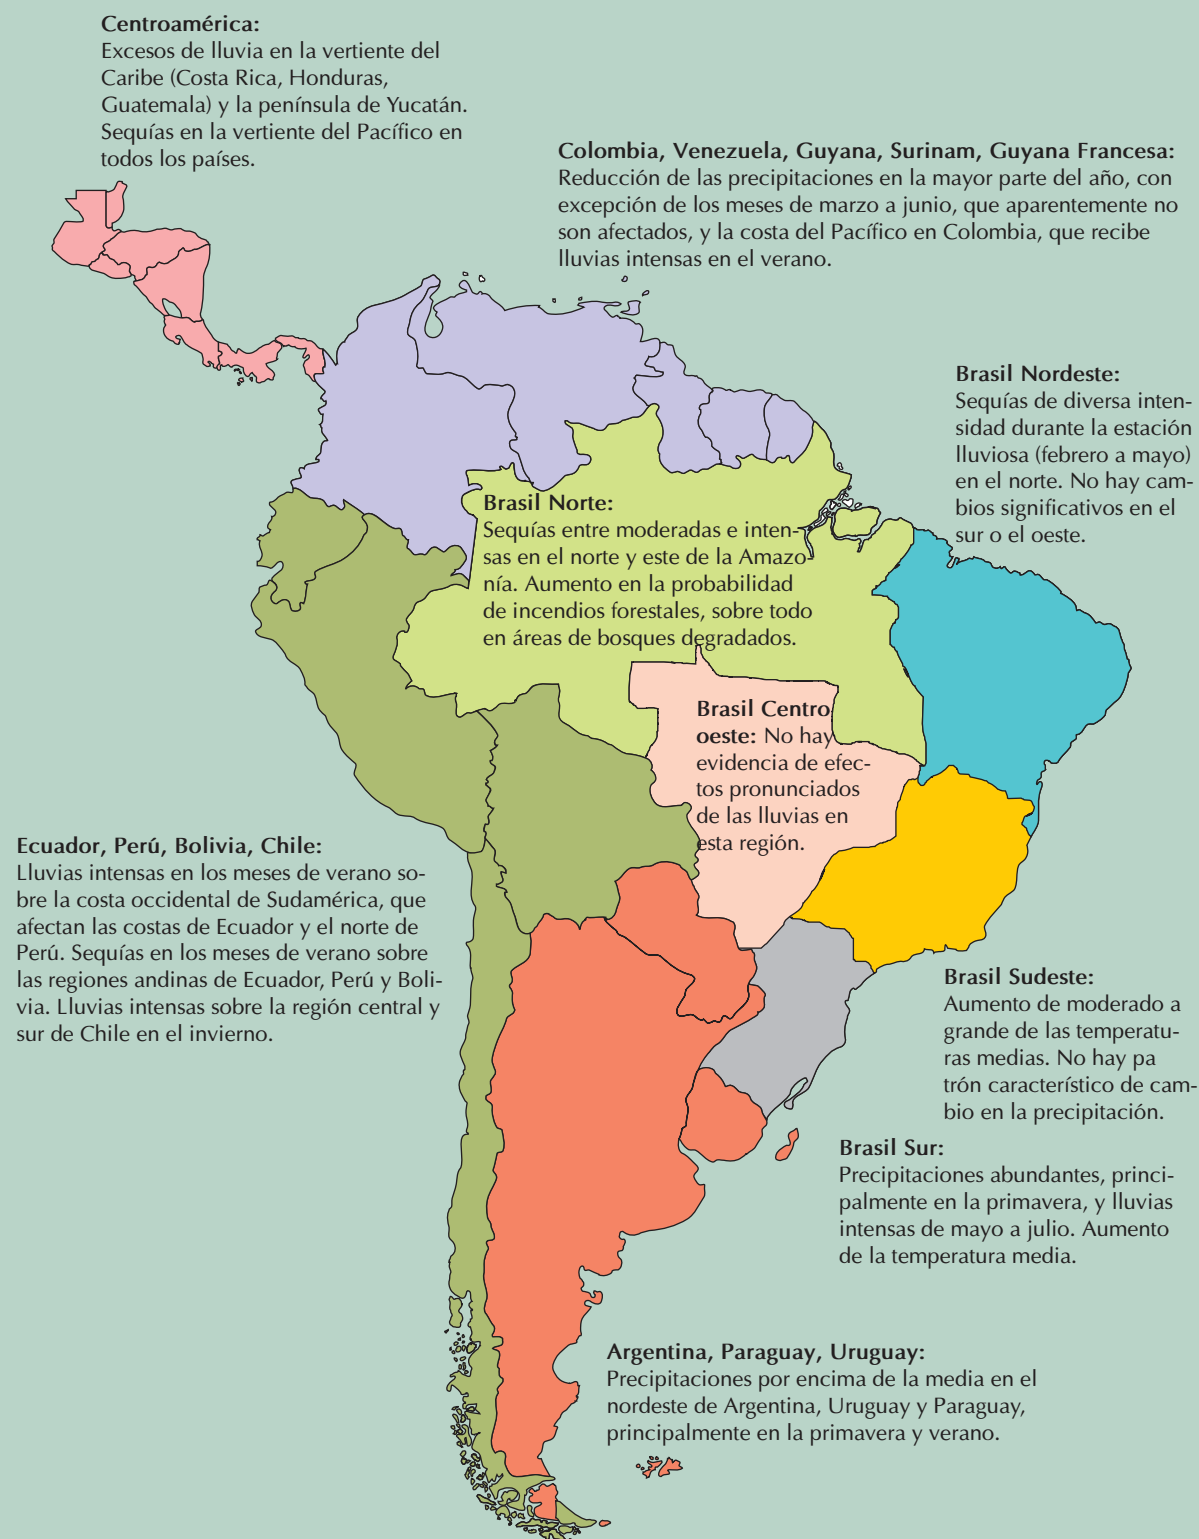 Centroamérica:
Excesos de lluvia en la vertiente del
Caribe (Costa Rica, Honduras,
Guatemala) y la península de Yucatán.
Sequías en la vertiente del Pacífico en
todos los países.
Colombia, Venezuela, Guyana, Surinam, Guyana Francesa:
Reducción de las precipitaciones en la mayor parte del año, con
excepción de los meses de marzo a junio, que aparentemente no
son afectados, y la costa del Pacífico en Colombia, que recibe
lluvias intensas en el verano.
Brasil Nordeste:
Sequías de diversa inten-
sidad durante la estación
lluviosa (febrero a mayo)
en el norte. No hay cam-
bios significativos en el
sur o el oeste.
Brasil Norte:
Sequías entre moderadas e inten-
sas en el norte y este de la Amazo-
nía. Aumento en la probabilidad
de incendios forestales, sobre todo
en áreas de bosques degradados.
Brasil Centro
oeste: No hay
evidencia de efec-
tos pronunciados
de las lluvias en
esta región.
Ecuador, Perú, Bolivia, Chile:
Lluvias intensas en los meses de verano so-
bre la costa occidental de Sudamérica, que
afectan las costas de Ecuador y el norte de
Perú. Sequías en los meses de verano sobre
las regiones andinas de Ecuador, Perú y Boli-
via. Lluvias intensas sobre la región central y
sur de Chile en el invierno.
Brasil Sudeste:
Aumento de moderado a
grande de las temperatu-
ras medias. No hay pa
trón característico de cam-
bio en la precipitación.
Brasil Sur:
Precipitaciones abundantes, princi-
palmente en la primavera, y lluvias
intensas de mayo a julio. Aumento
de la temperatura media.
Argentina, Paraguay, Uruguay:
Precipitaciones por encima de la media en el
nordeste de Argentina, Uruguay y Paraguay,
principalmente en la primavera y verano.